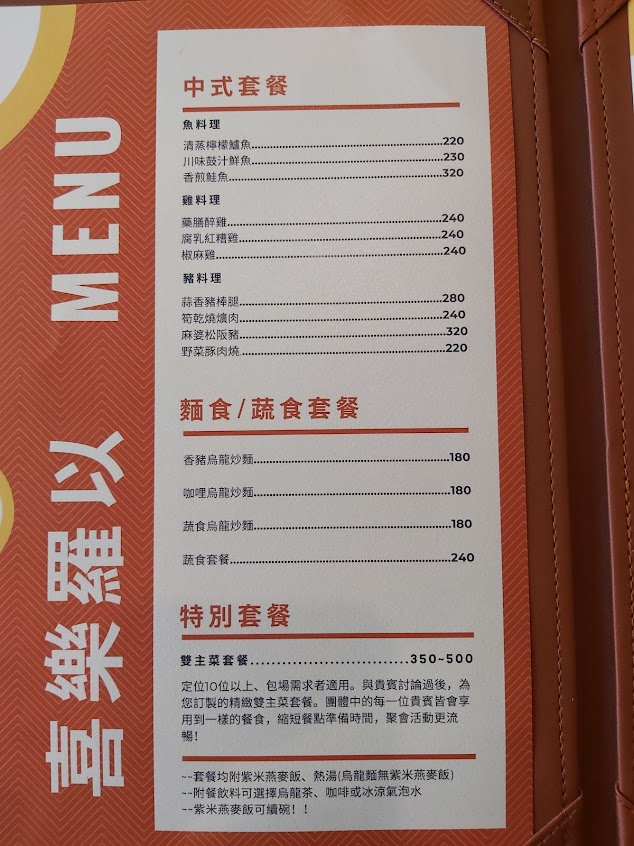 MENU
喜樂羅以
中式套餐
魚料理
清蒸檸檬鱸魚 220
川味鼓汁鮮魚 230
香煎鮭魚 320
雞料理
藥膳醉雞 240
腐乳紅糟雞 240
椒麻雞 240
豬料理
蒜香豬棒腿 280
筍乾燒爌肉 240
麻婆松阪豬 320
野菜豚肉燒 220
麵食/蔬食套餐
香豬烏龍炒麵 180
咖哩烏龍炒麵 180
蔬食烏龍炒麵 180
蔬食套餐 240
特別套餐
雙主菜套餐 350~500
定位10位以上、包場需求者適用。與貴賓討論過後，為
您訂製的精緻雙主菜套餐。團體中的每一位貴賓皆會享
用到一樣的餐食，縮短餐點準備時間，聚會活動更流
暢！
~~套餐均附紫米燕麥飯、熱湯(烏龍麵無紫米燕麥飯)
~~附餐飲料可選擇烏龍茶、咖啡或冰涼氣泡水
~~紫米燕麥飯可續碗！！